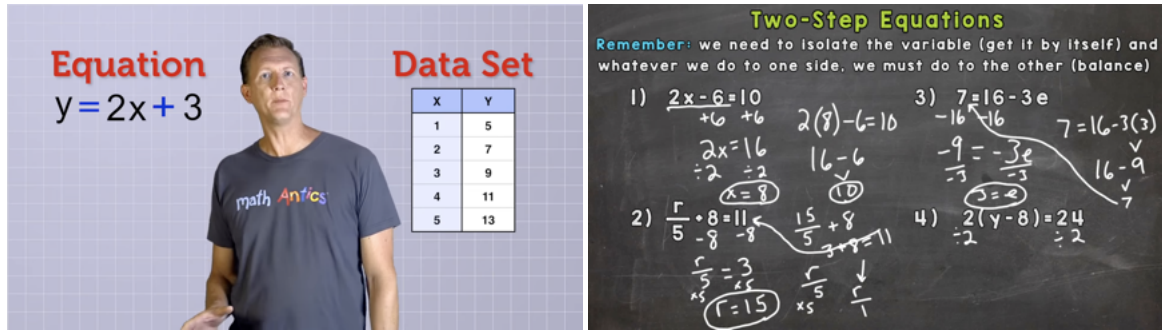 Equation
y=2x+3
math Antics
Data Set
X Y
1 5
2 7
3 9
4 11
5 13
Two-Step Equations
Remember: we need to isolate the variable (get it by itself) and
whatever we do to one side, we must do to the other (balance)
1) 2x-6=10
+6 +6
2x=16
÷2 ÷2
x=8
2(8)-6=10
16-6
10
2) r/5+8=11
-8 -8
r/5=3
×5 ×5
r=15
15/5+8
3+8=11
r/5
×5
r/1
3) 7=16-3e
-16 -16
-9=-3e
-3 -3
3=e
7=16-3(3)
16-9
7
4) 2(y-8)=24
÷2 ÷2